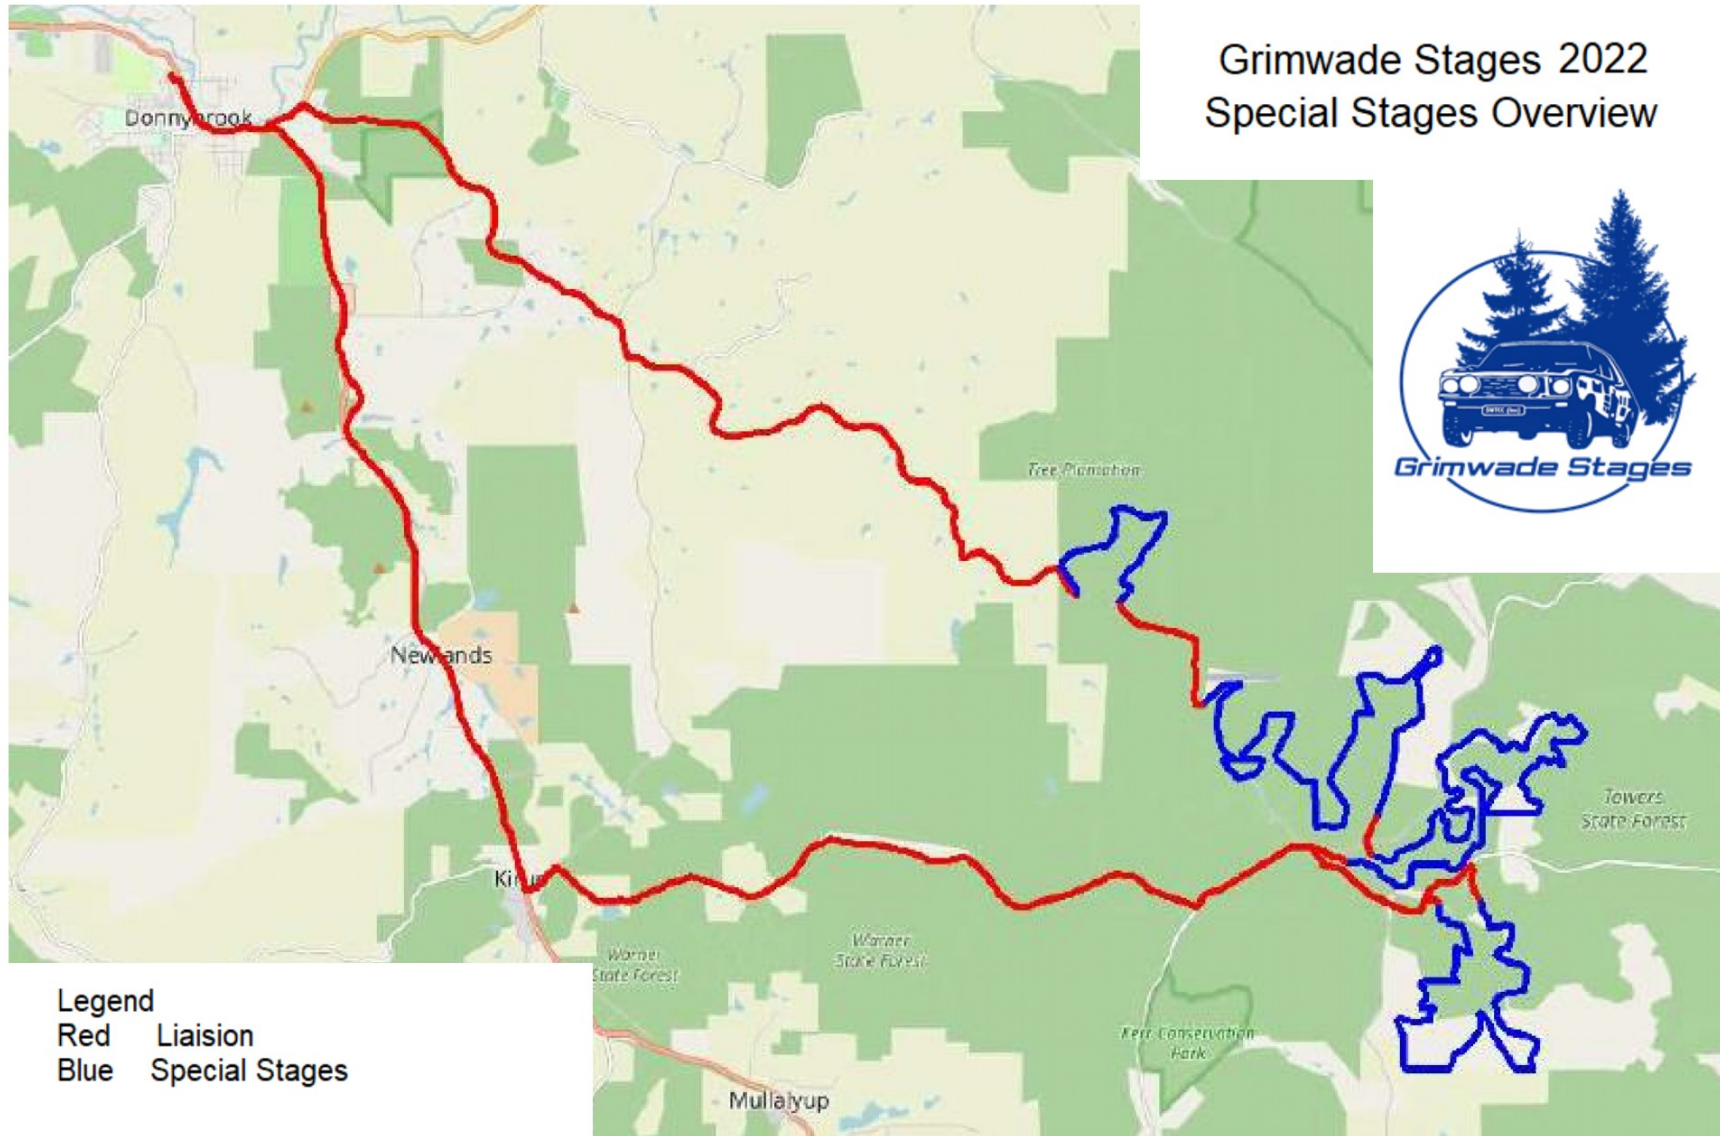 Grimwade Stages 2022
Special Stages Overview
Donnybrook
Grimwade Stages
Tree Plantation
Newlands
Towers
State Forest
Kirup
Warner
State Forest
Warner
State Forest
Kerr Conservation
Park
Mullalyup
Legend
Red Liaision
Blue Special Stages